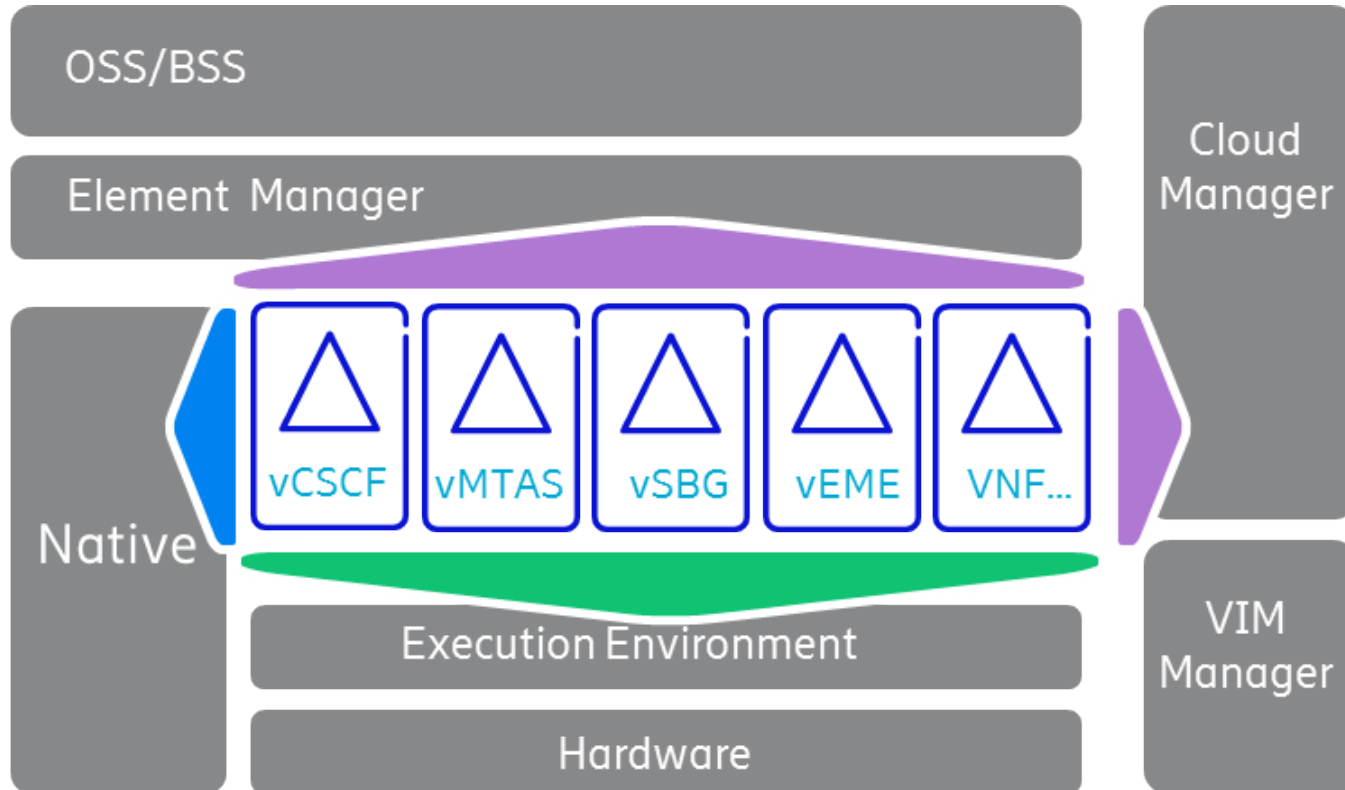 OSS/BSS
Cloud
Manager
Element Manager
vCSCF
vMTAS
vSBG
vEME
VNF...
Native
Execution Environment
VIM
Manager
Hardware